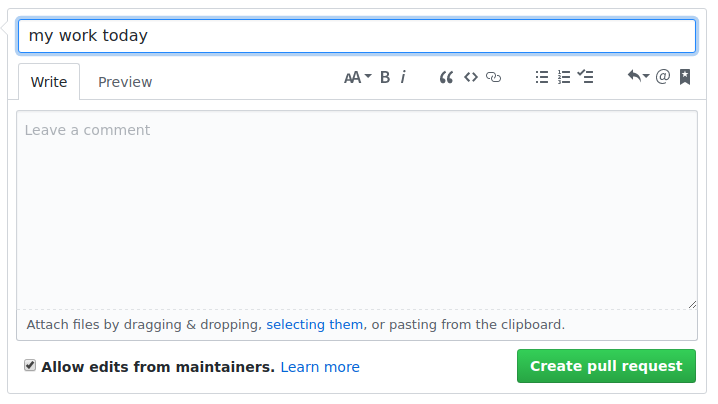 my work today
Write Preview AA B i @
Leave a comment
Attach files by dragging & dropping, selecting them, or pasting from the clipboard.
Allow edits from maintainers. Learn more Create pull request